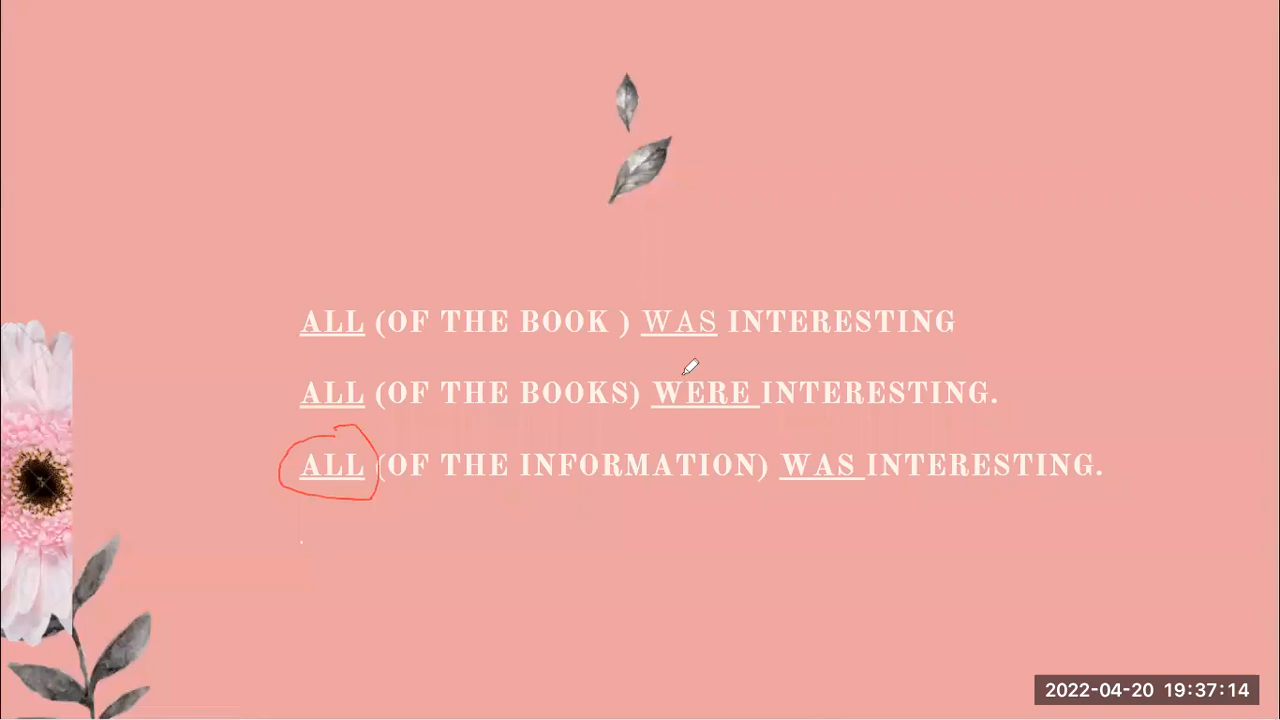 ALL (OF THE BOOK ) WAS INTERESTING
ALL (OF THE BOOKS) WERE INTERESTING.
ALL (OF THE INFORMATION) WAS INTERESTING.
.
2022-04-20 19:37:14